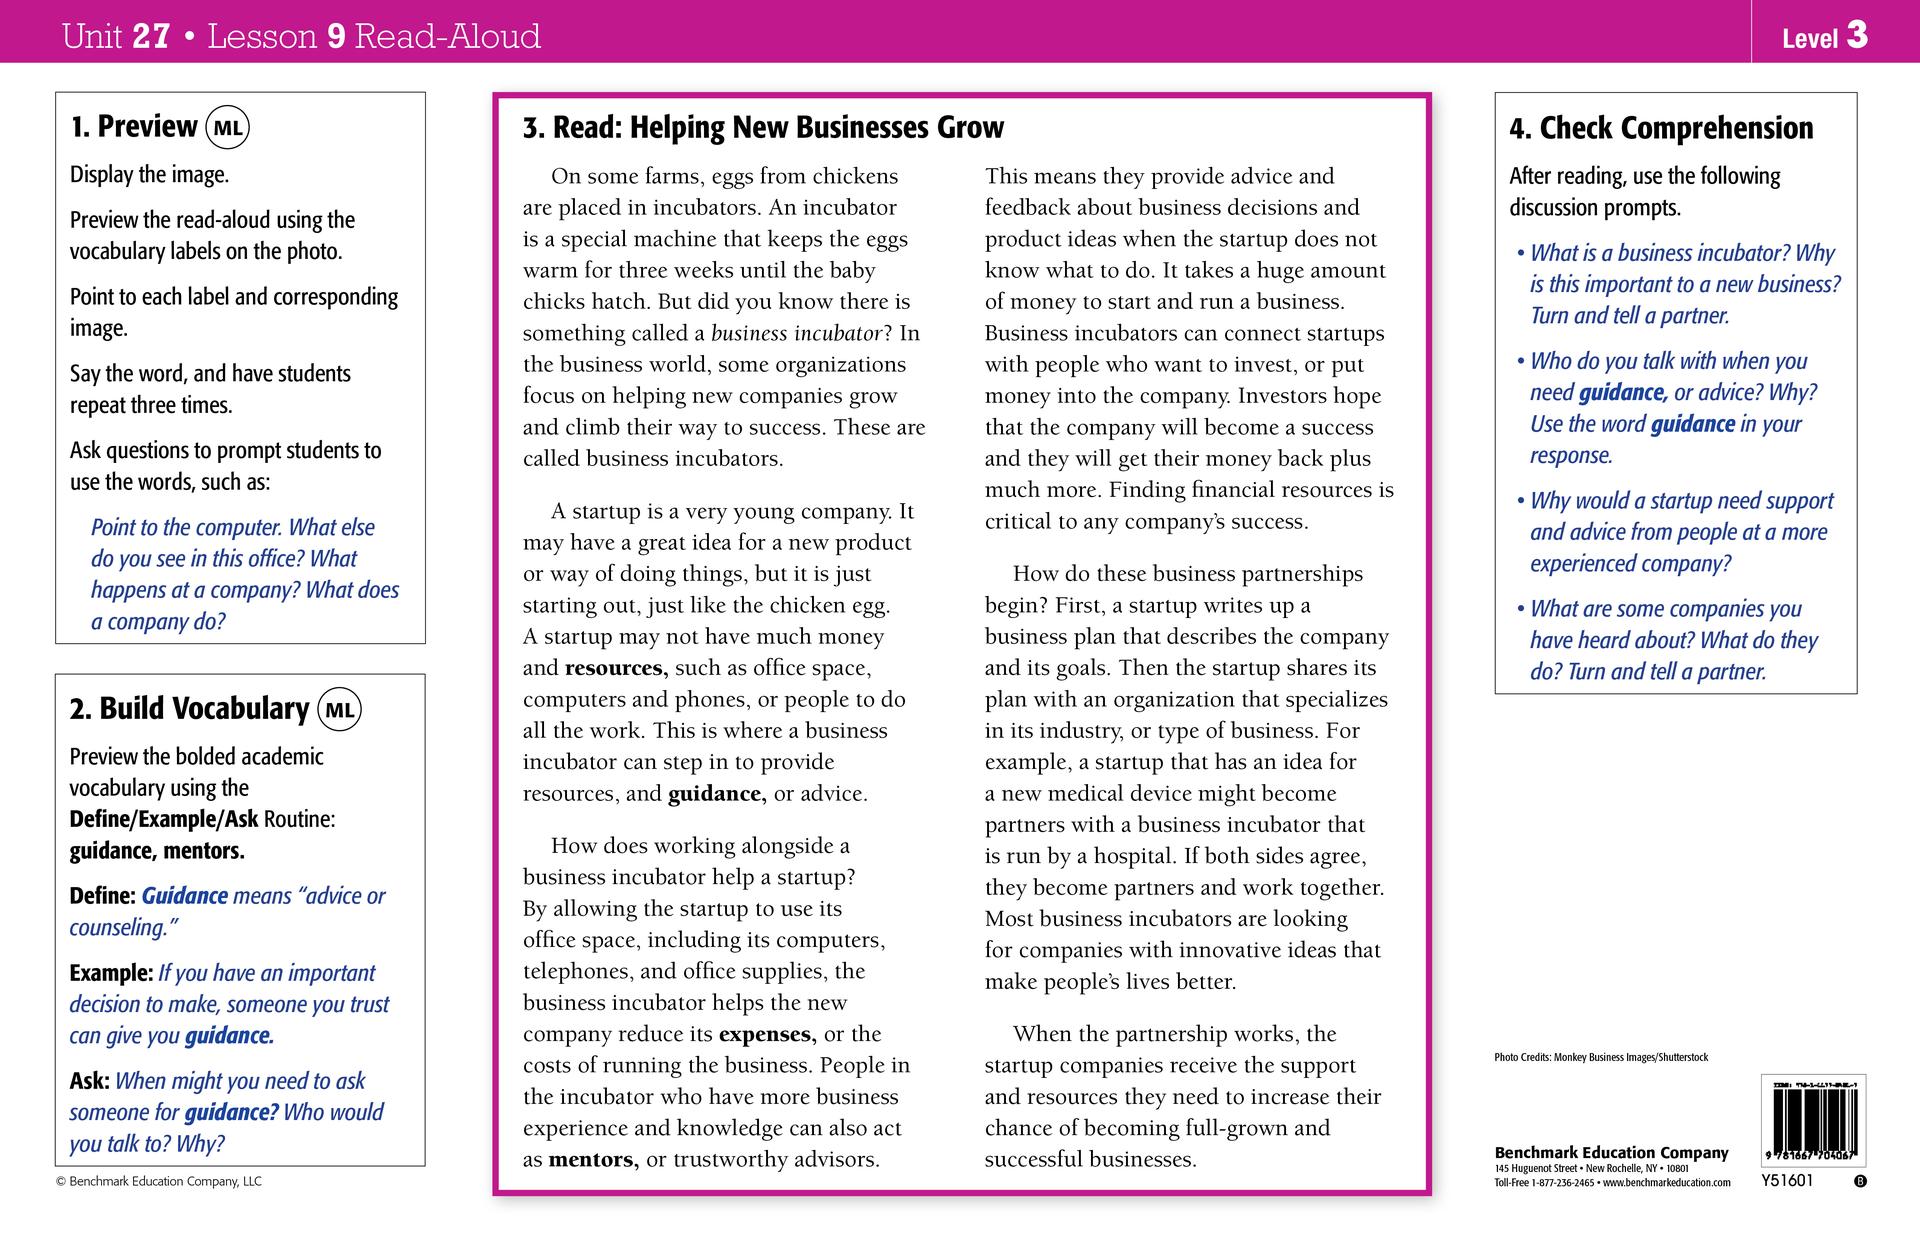 Unit 27 • Lesson 9 Read-Aloud
Level 3
1. Preview ML
Display the image.
Preview the read-aloud using the
vocabulary labels on the photo.
Point to each label and corresponding
image.
Say the word, and have students
repeat three times.
Ask questions to prompt students to
use the words, such as:
Point to the computer. What else
do you see in this office? What
happens at a company? What does
a company do?
2. Build Vocabulary ML
Preview the bolded academic
vocabulary using the
Define/Example/Ask Routine:
guidance, mentors.
Define: Guidance means “advice or
counseling.”
Example: If you have an important
decision to make, someone you trust
can give you guidance.
Ask: When might you need to ask
someone for guidance? Who would
you talk to? Why?
© Benchmark Education Company, LLC
3. Read: Helping New Businesses Grow
On some farms, eggs from chickens
are placed in incubators. An incubator
is a special machine that keeps the eggs
warm for three weeks until the baby
chicks hatch. But did you know there is
something called a business incubator? In
the business world, some organizations
focus on helping new companies grow
and climb their way to success. These are
called business incubators.
A startup is a very young company. It
may have a great idea for a new product
or way of doing things, but it is just
starting out, just like the chicken egg.
A startup may not have much money
and resources, such as office space,
computers and phones, or people to do
all the work. This is where a business
incubator can step in to provide
resources, and guidance, or advice.
How does working alongside a
business incubator help a startup?
By allowing the startup to use its
office space, including its computers,
telephones, and office supplies, the
business incubator helps the new
company reduce its expenses, or the
costs of running the business. People in
the incubator who have more business
experience and knowledge can also act
as mentors, or trustworthy advisors.
This means they provide advice and
feedback about business decisions and
product ideas when the startup does not
know what to do. It takes a huge amount
of money to start and run a business.
Business incubators can connect startups
with people who want to invest, or put
money into the company. Investors hope
that the company will become a success
and they will get their money back plus
much more. Finding financial resources is
critical to any company’s success.
How do these business partnerships
begin? First, a startup writes up a
business plan that describes the company
and its goals. Then the startup shares its
plan with an organization that specializes
in its industry, or type of business. For
example, a startup that has an idea for
a new medical device might become
partners with a business incubator that
is run by a hospital. If both sides agree,
they become partners and work together.
Most business incubators are looking
for companies with innovative ideas that
make people’s lives better.
When the partnership works, the
startup companies receive the support
and resources they need to increase their
chance of becoming full-grown and
successful businesses.
4. Check Comprehension
After reading, use the following
discussion prompts.
• What is a business incubator? Why
is this important to a new business?
Turn and tell a partner.
• Who do you talk with when you
need guidance, or advice? Why?
Use the word guidance in your
response.
• Why would a startup need support
and advice from people at a more
experienced company?
• What are some companies you
have heard about? What do they
do? Turn and tell a partner.
Photo Credits: Monkey Business Images/Shutterstock
Benchmark Education Company
145 Huguenot Street • New Rochelle, NY • 10801
Toll-Free 1-877-236-2465 • www.benchmarkeducation.com
9 781667 704067
Y51601
B